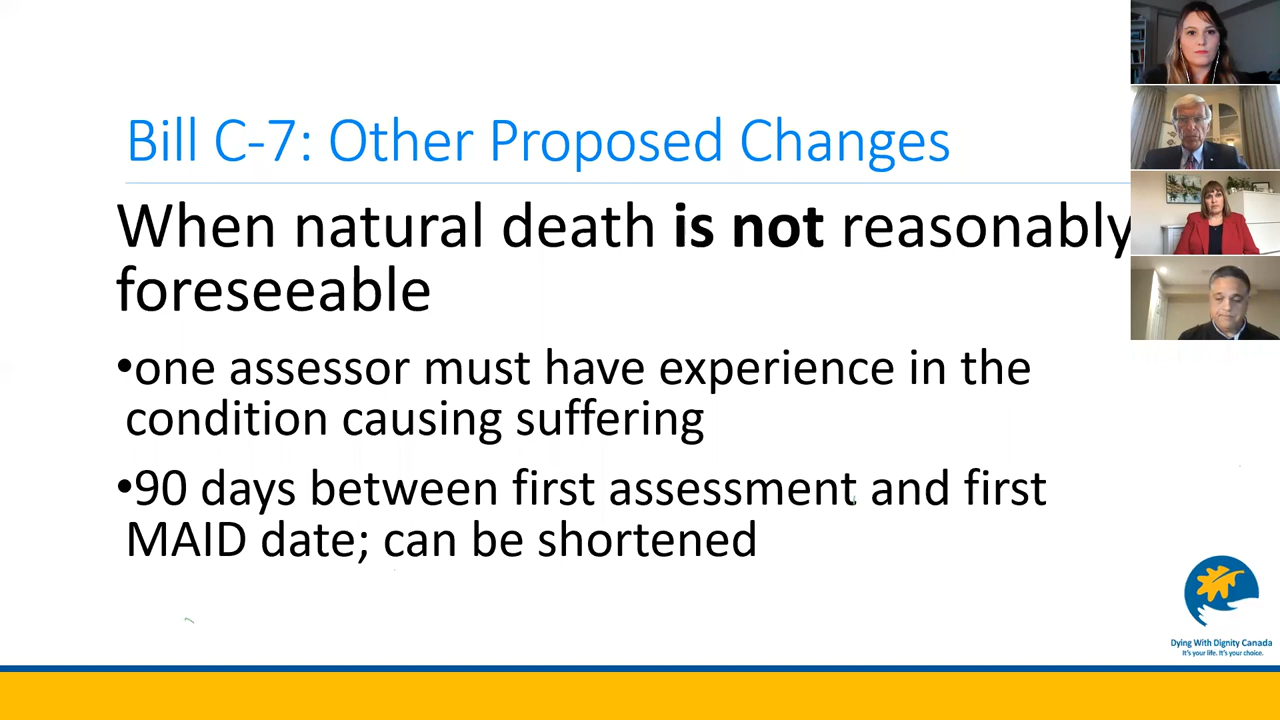 Bill C-7: Other Proposed Changes
When natural death is not reasonably
foreseeable
•one assessor must have experience in the
condition causing suffering
•90 days between first assessment and first
MAID date; can be shortened
Dying With Dignity Canada
It's your life. It's your choice.